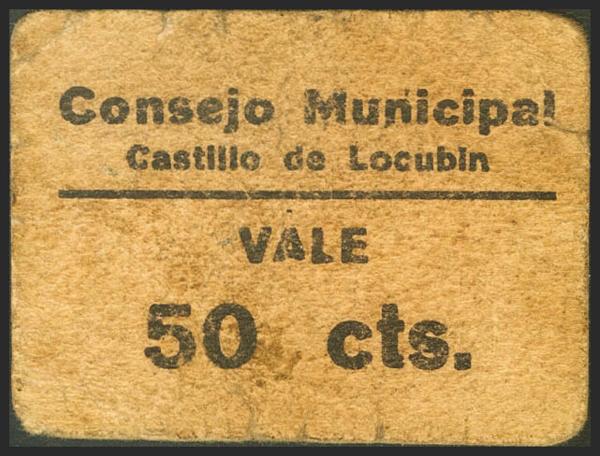 Consejo Municipal
Castillo de Locubin
VALE
50 cts.